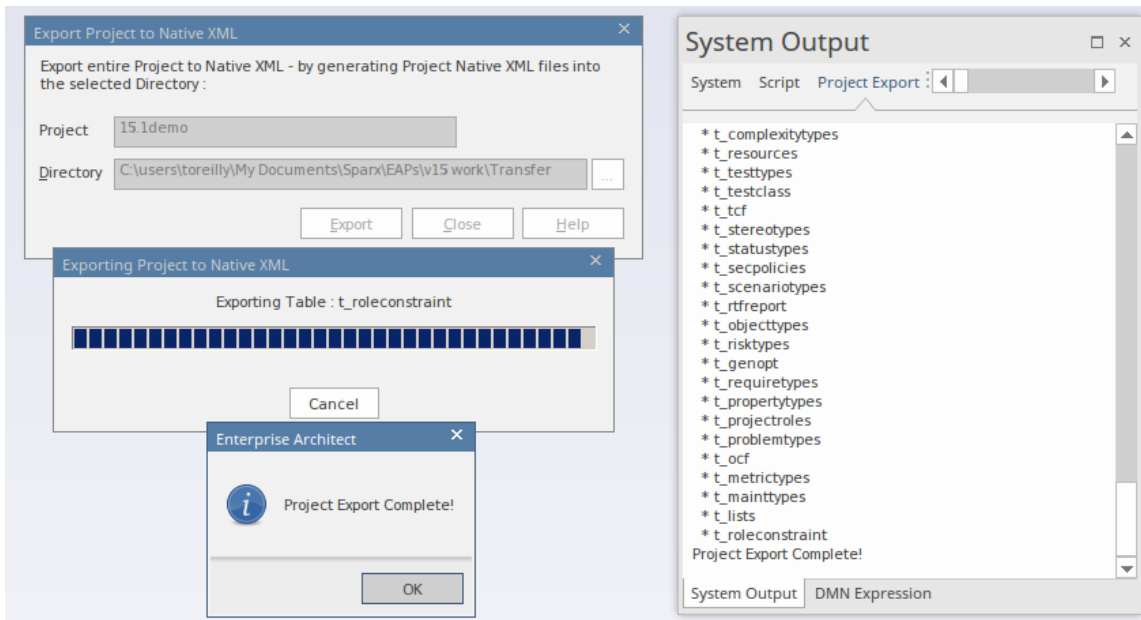 Export Project to Native XML
Export entire Project to Native XML - by generating Project Native XML files into
the selected Directory :
Project
15.1demo
Directory
C:\users\toreilly\My Documents\Sparx\EAPs\v15 work\Transfer
...
Export
Close
Help
Exporting Project to Native XML
Exporting Table : t_roleconstraint
Cancel
Enterprise Architect
Project Export Complete!
OK
System Output
System Script Project Export
* t_complexitytypes
* t_resources
* t_testtypes
* t_testclass
* t_tcf
* t_stereotypes
* t_statustypes
* t_secpolicies
* t_scenariotypes
* t_rtfreport
* t_objecttypes
* t_risktypes
* t_genopt
* t_requiretypes
* t_propertytypes
* t_projectroles
* t_problemtypes
* t_ocf
* t_metrictypes
* t_mainttypes
* t_lists
* t_roleconstraint
Project Export Complete!
System Output DMN Expression